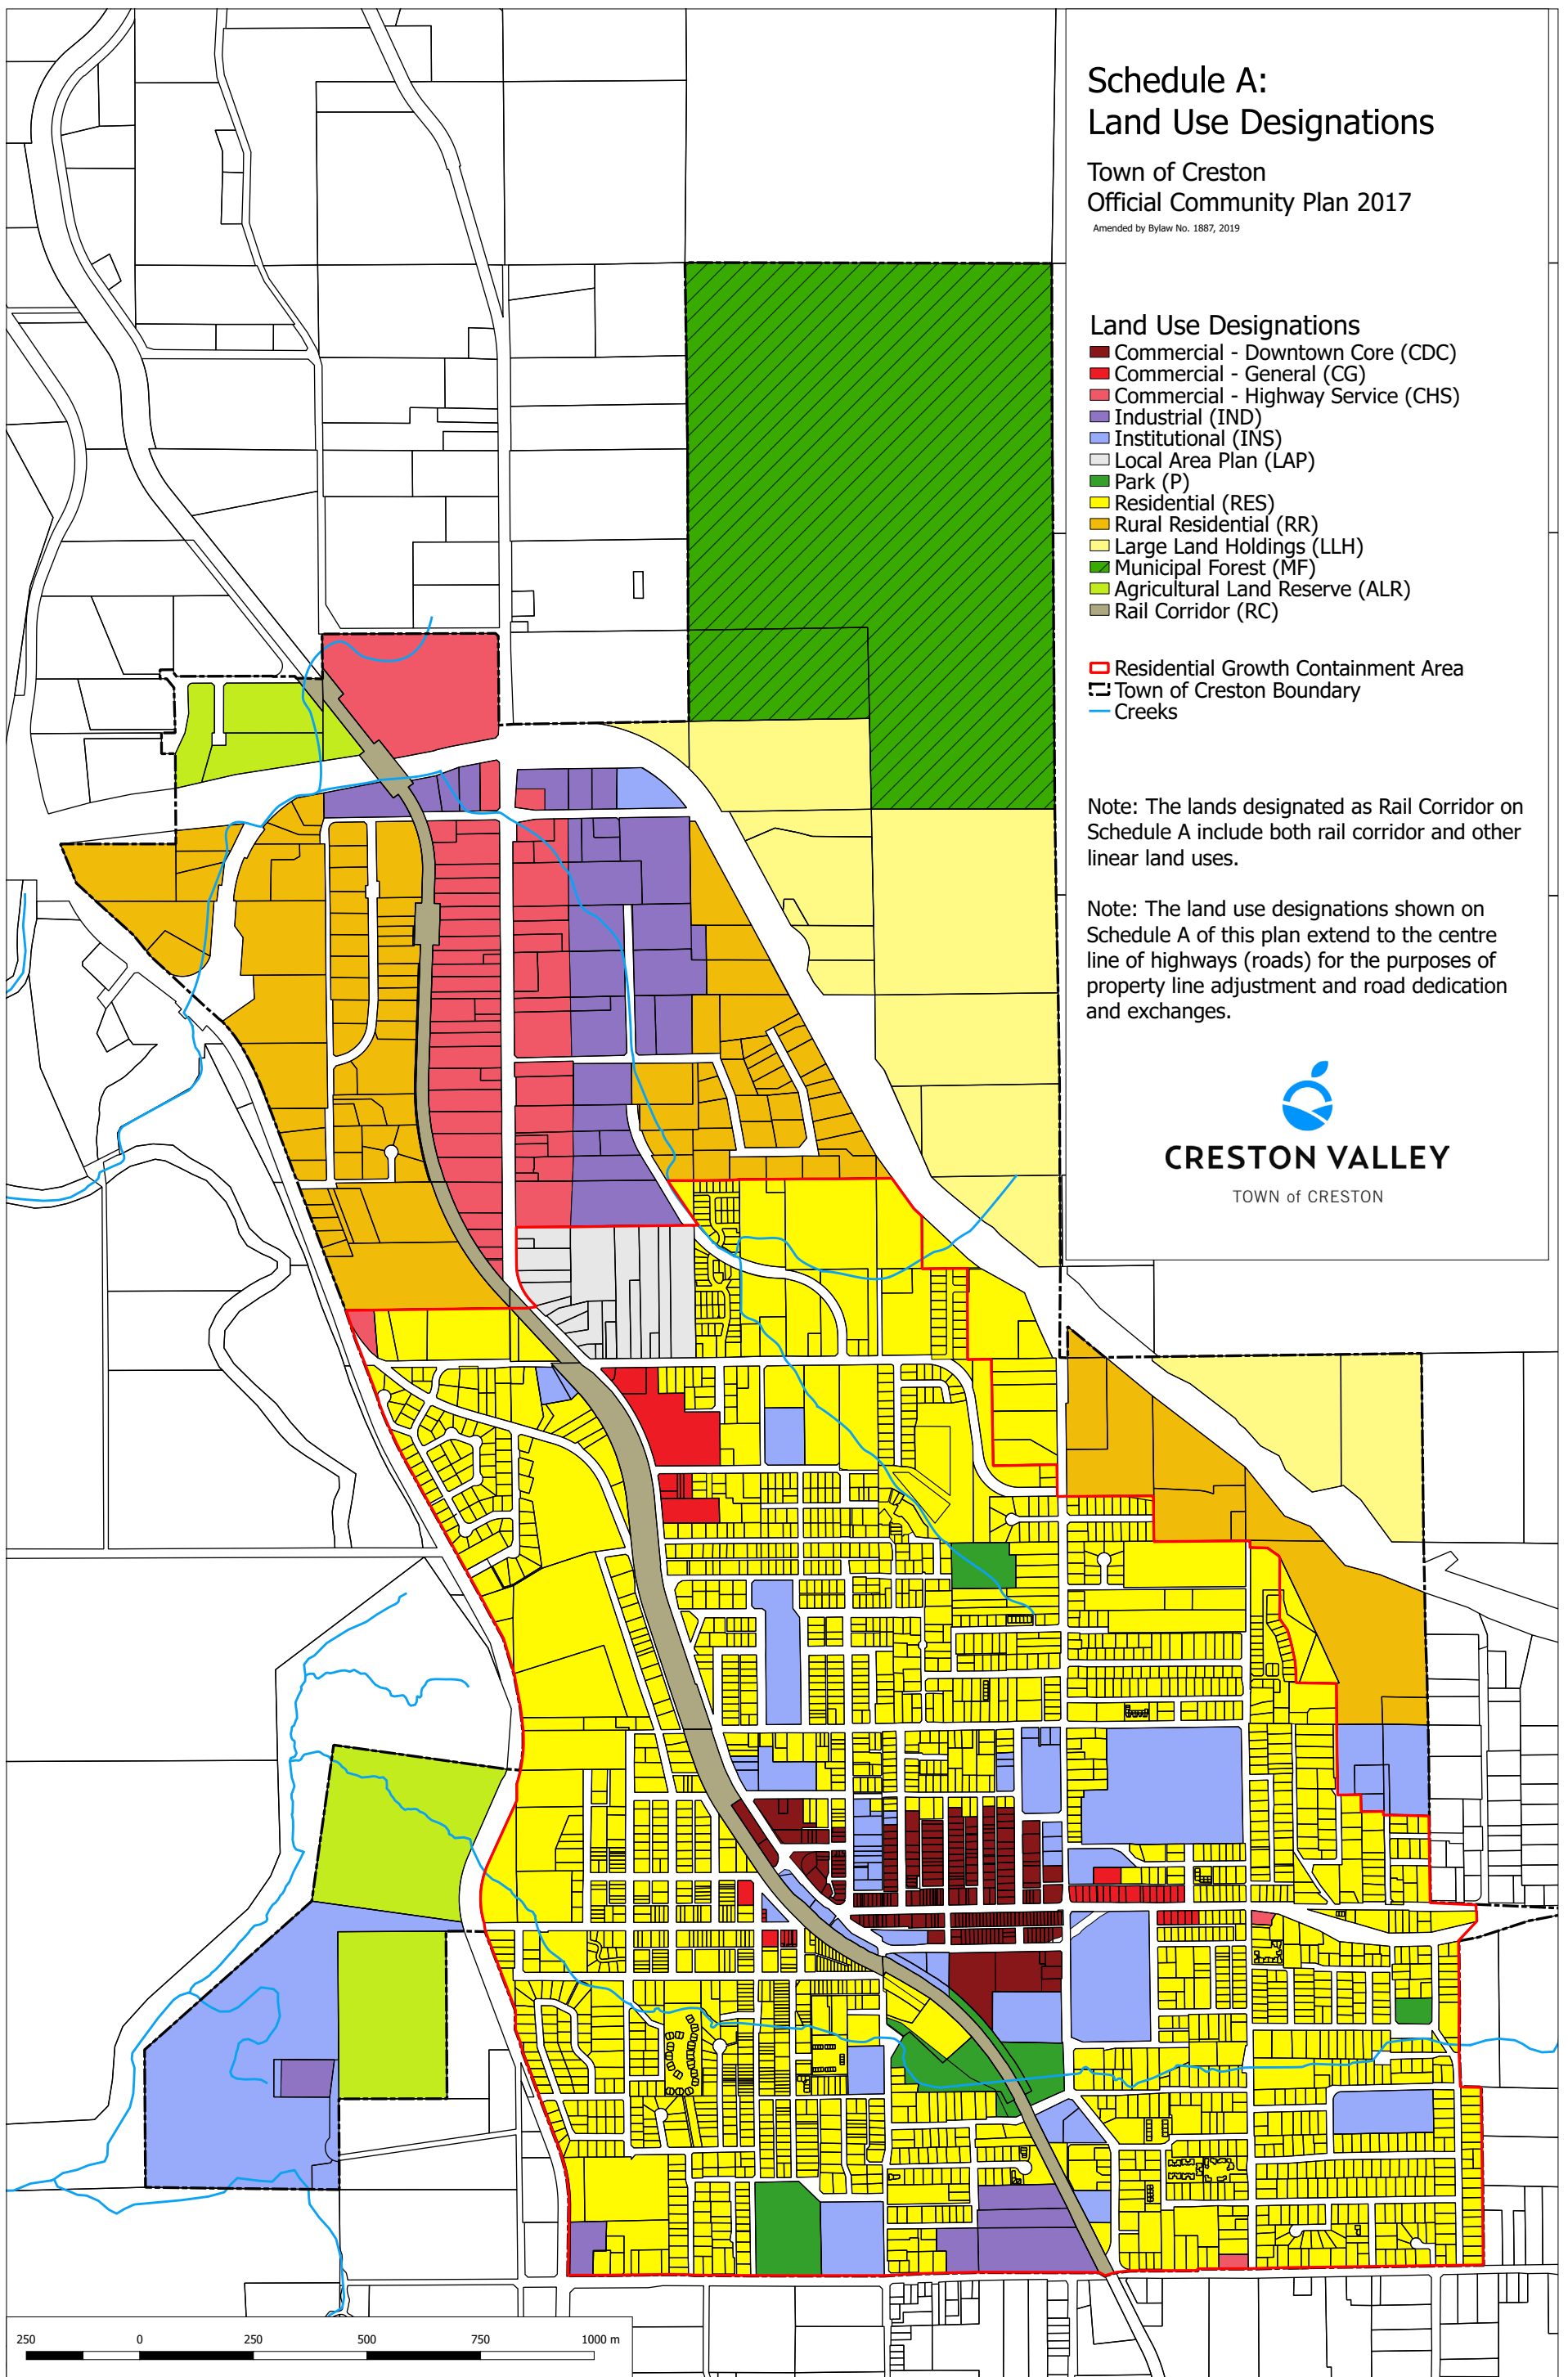 Schedule A:
Land Use Designations
Town of Creston
Official Community Plan 2017
Amended by Bylaw No. 1887, 2019
Land Use Designations
Commercial - Downtown Core (CDC)
Commercial - General (CG)
Commercial - Highway Service (CHS)
Industrial (IND)
Institutional (INS)
Local Area Plan (LAP)
Park (P)
Residential (RES)
Rural Residential (RR)
Large Land Holdings (LLH)
Municipal Forest (MF)
Agricultural Land Reserve (ALR)
Rail Corridor (RC)
Residential Growth Containment Area
Town of Creston Boundary
Creeks
Note: The lands designated as Rail Corridor on
Schedule A include both rail corridor and other
linear land uses.
Note: The land use designations shown on
Schedule A of this plan extend to the centre
line of highways (roads) for the purposes of
property line adjustment and road dedication
and exchanges.
CRESTON VALLEY
TOWN of CRESTON
250 0 250 500 750 1000 m